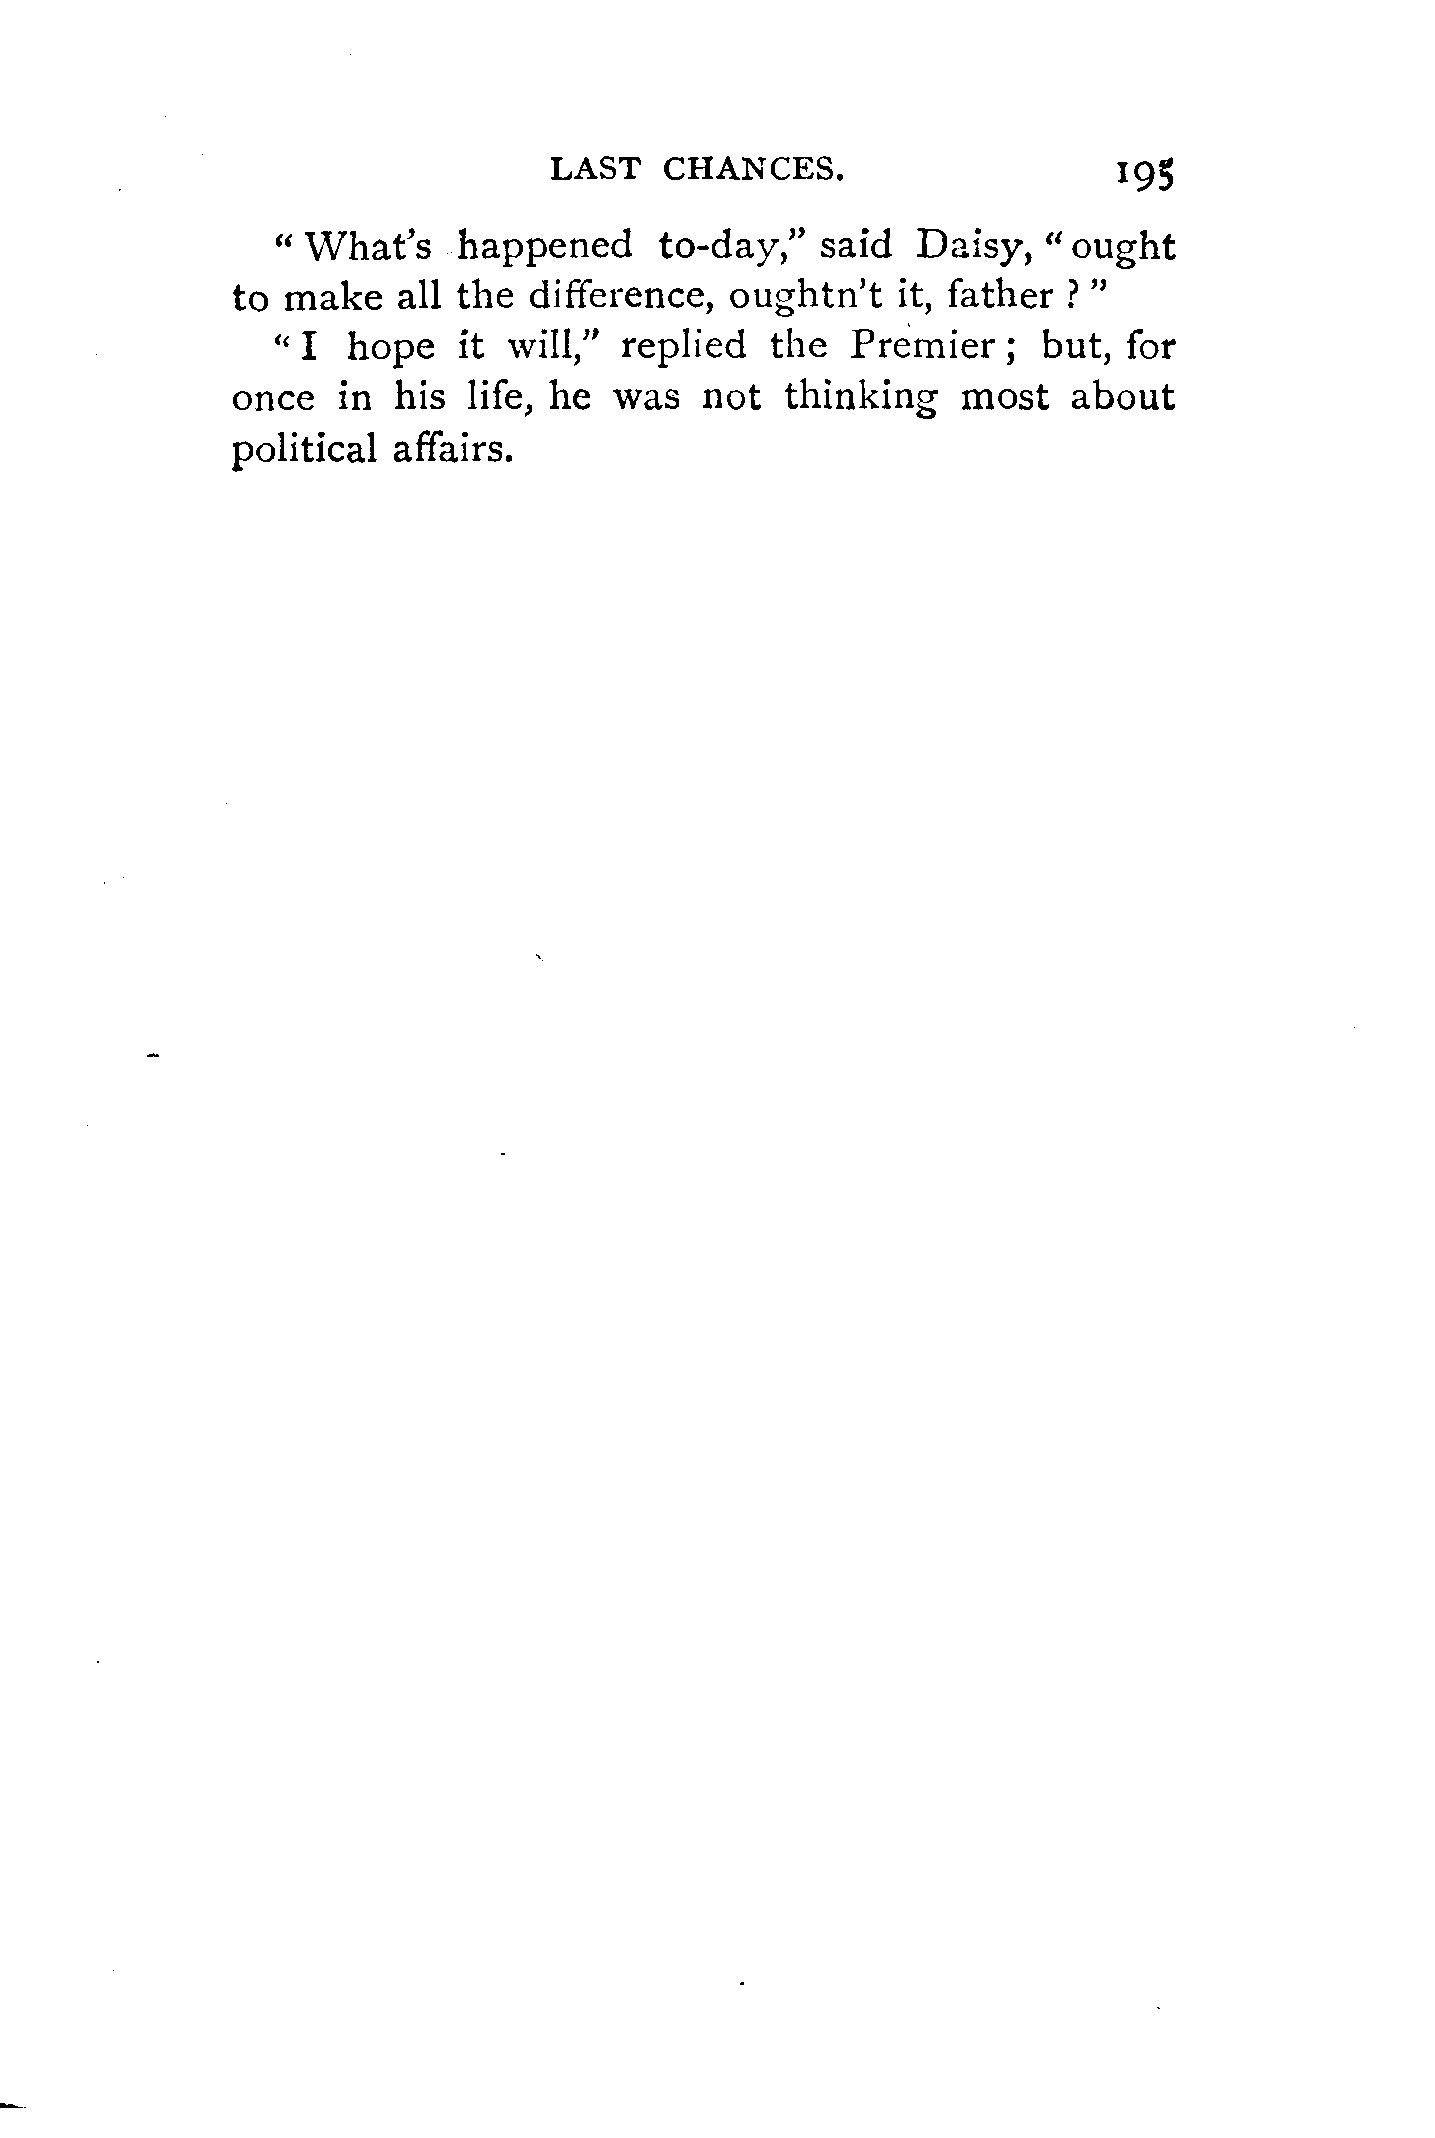 LAST CHANCES. 195
“ What's happened to-day,” said Daisy, “ ought
to make all the difference, oughtn't it, father ? ”
“ I hope it will,” replied the Premier ; but, for
once in his life, he was not thinking most about
political affairs.